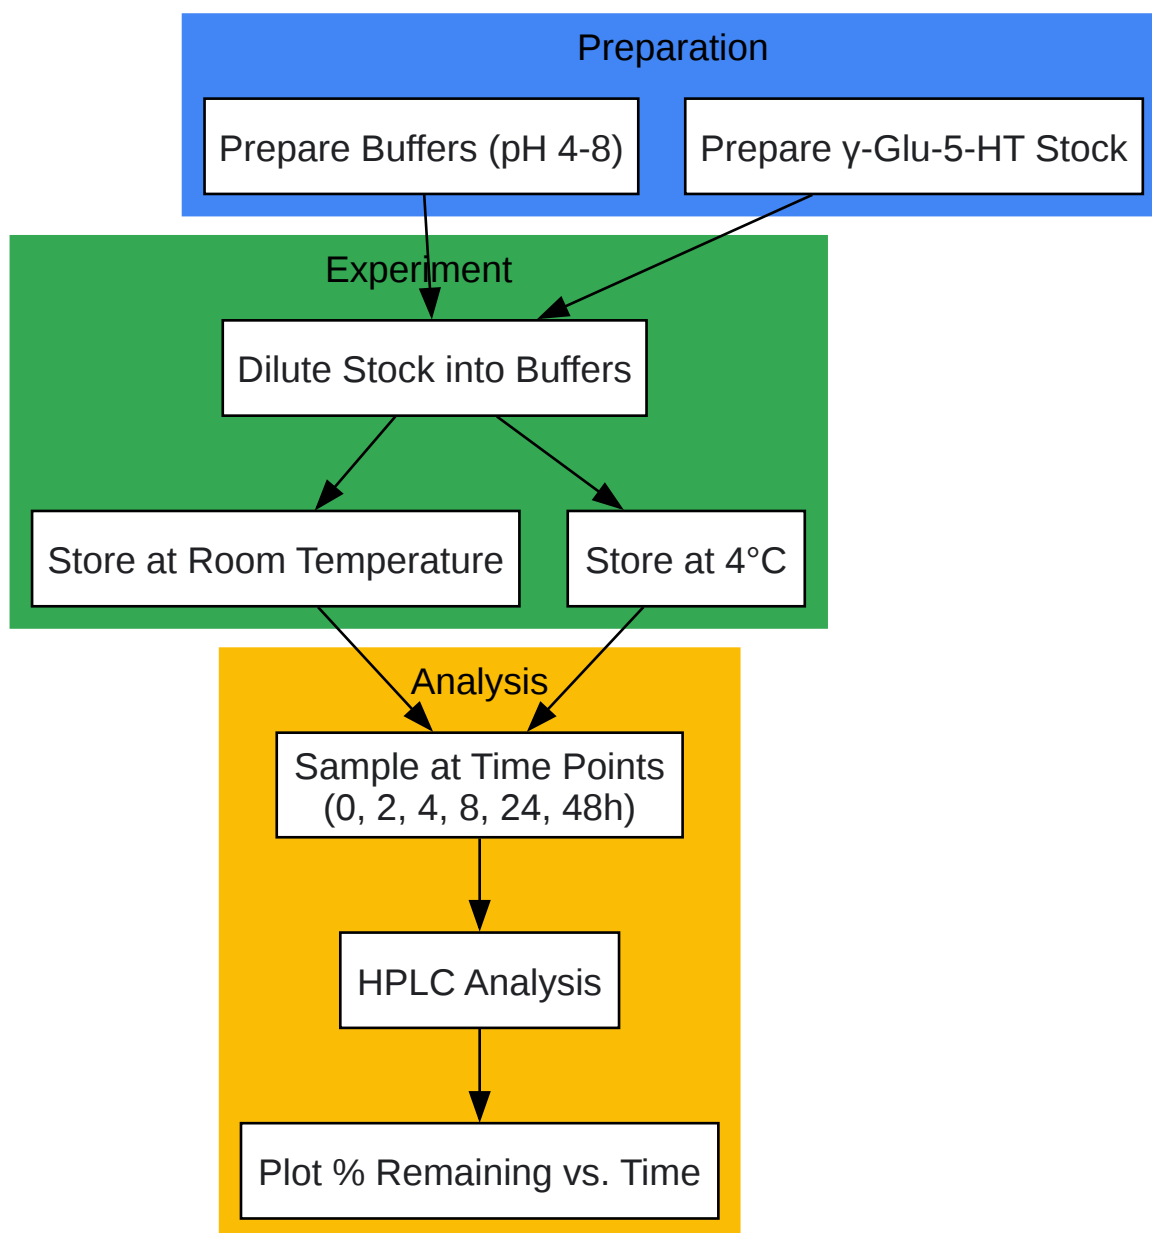 Preparation
Prepare Buffers (pH 4-8)
Prepare γ-Glu-5-HT Stock
Experiment
Dilute Stock into Buffers
Store at Room Temperature
Store at 4°C
Analysis
Sample at Time Points
(0, 2, 4, 8, 24, 48h)
HPLC Analysis
Plot % Remaining vs. Time